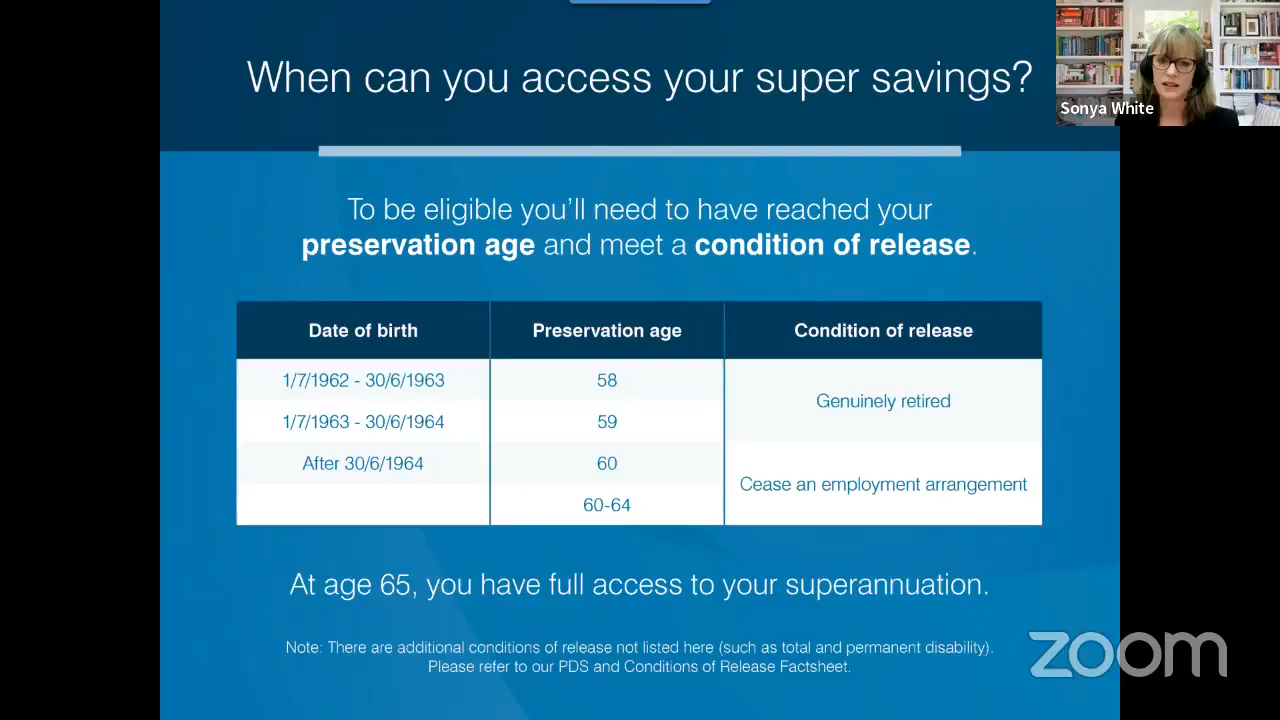 When can you access your super savings?
Sonya White
To be eligible you'll need to have reached your
preservation age and meet a condition of release.
Date of birth
Preservation age
Condition of release
1/7/1962 - 30/6/1963
58
Genuinely retired
1/7/1963 - 30/6/1964
59
After 30/6/1964
60
Cease an employment arrangement
60-64
At age 65, you have full access to your superannuation.
Note: There are additional conditions of release not listed here (such as total and permanent disability).
Please refer to our PDS and Conditions of Release Factsheet.
zoom